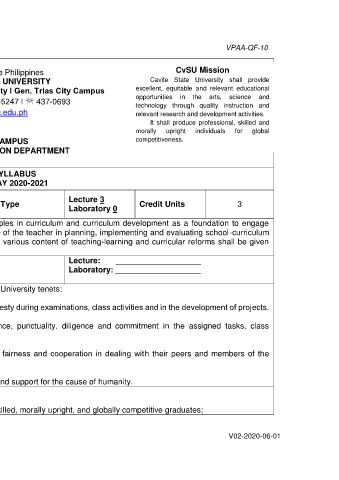 VPAA-QF-10
e Philippines
UNIVERSITY
ty I Gen. Trias City Campus
-5247 I ☏ 437-0693
u.edu.ph
CvSU Mission
Cavite State University shall provide
excellent, equitable and relevant educational
opportunities in the arts, science and
technology through quality instruction and
relevant research and development activities.
It shall produce professional, skilled and
morally upright individuals for global
competitiveness.
AMPUS
ON DEPARTMENT
YLLABUS
AY 2020-2021
Type
Lecture 3
Laboratory 0
Credit Units
3
ples in curriculum and curriculum development as a foundation to engage
e of the teacher in planning, implementing and evaluating school-curriculum
various content of teaching-learning and curricular reforms shall be given
Lecture: ____________________
Laboratory: ____________________
University tenets:
esty during examinations, class activities and in the development of projects.
nce, punctuality, diligence and commitment in the assigned tasks, class
fairness and cooperation in dealing with their peers and members of the
nd support for the cause of humanity.
killed, morally upright, and globally competitive graduates;
V02-2020-06-01